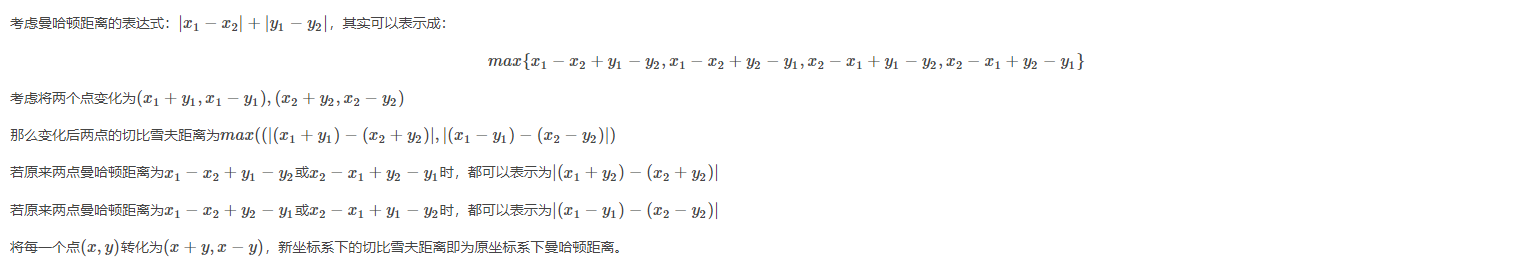 考虑曼哈顿距离的表达式：|x₁ − x₂| + |y₁ − y₂|，其实可以表示成：
max{x₁ − x₂ + y₁ − y₂, x₁ − x₂ + y₂ − y₁, x₂ − x₁ + y₁ − y₂, x₂ − x₁ + y₂ − y₁}
考虑将两个点变化为(x₁ + y₁, x₁ − y₁), (x₂ + y₂, x₂ − y₂)
那么变化后两点的切比雪夫距离为max((|(x₁ + y₁) − (x₂ + y₂)|, |(x₁ − y₁) − (x₂ − y₂)|)
若原来两点曼哈顿距离为x₁ − x₂ + y₁ − y₂或x₂ − x₁ + y₂ − y₁时，都可以表示为|(x₁ + y₂) − (x₂ + y₂)|
若原来两点曼哈顿距离为x₁ − x₂ + y₂ − y₁或x₂ − x₁ + y₁ − y₂时，都可以表示为|(x₁ − y₁) − (x₂ − y₂)|
将每一个点(x, y)转化为(x + y, x − y)，新坐标系下的切比雪夫距离即为原坐标系下曼哈顿距离。